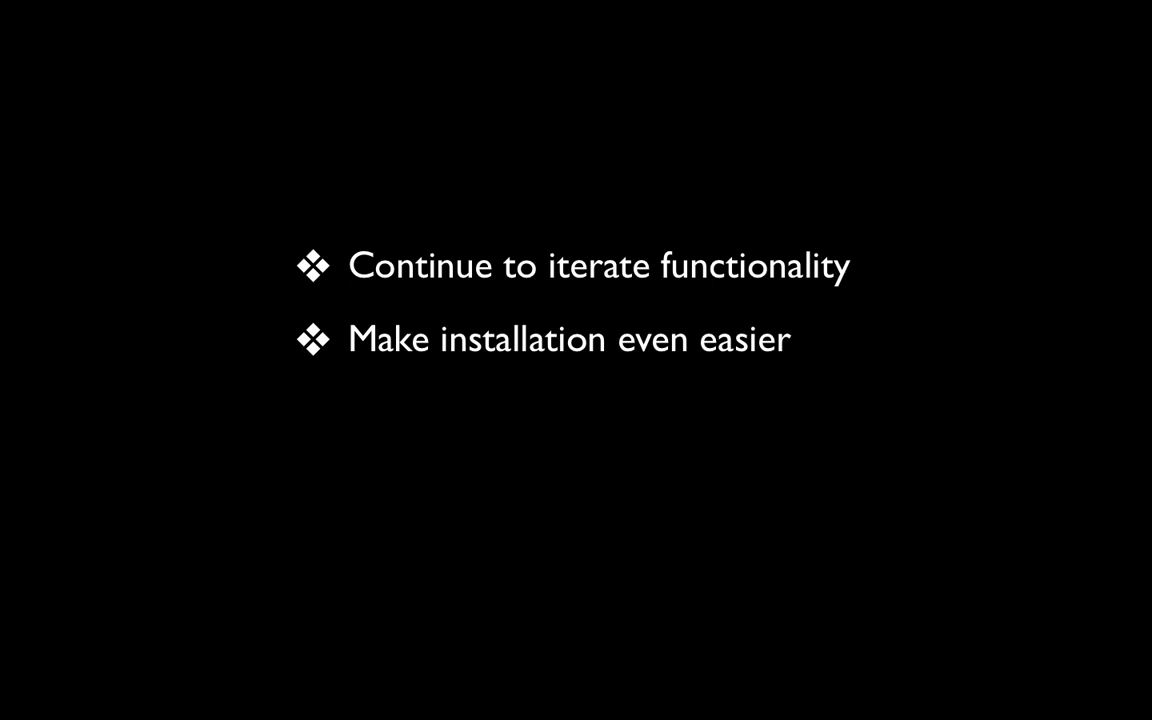 ❖ Continue to iterate functionality
❖ Make installation even easier